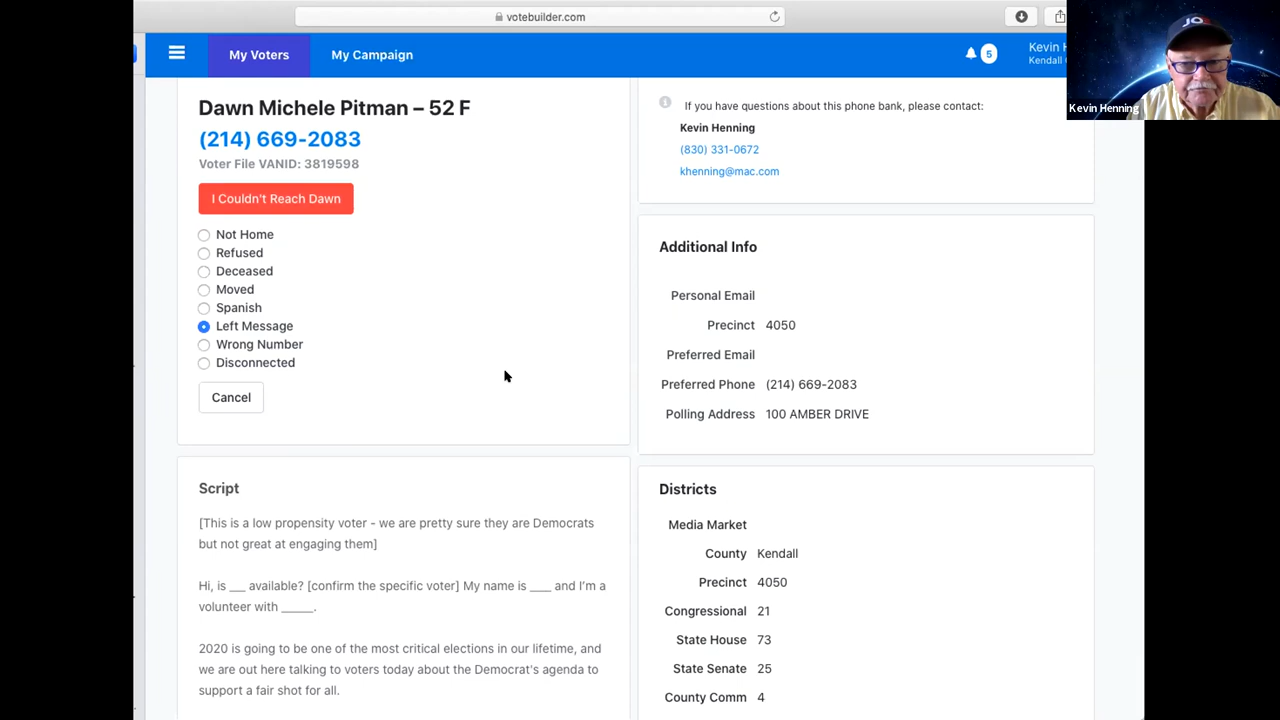 votebuilder.com
My Voters
My Campaign
5
Kevin H
Kendall
JO
Kevin Henning
Dawn Michele Pitman – 52 F
(214) 669-2083
Voter File VANID: 3819598
I Couldn't Reach Dawn
Not Home
Refused
Deceased
Moved
Spanish
Left Message
Wrong Number
Disconnected
Cancel
Script
[This is a low propensity voter - we are pretty sure they are Democrats
but not great at engaging them]
Hi, is ___ available? [confirm the specific voter] My name is ____ and I'm a
volunteer with ______.
2020 is going to be one of the most critical elections in our lifetime, and
we are out here talking to voters today about the Democrat's agenda to
support a fair shot for all.
If you have questions about this phone bank, please contact:
Kevin Henning
(830) 331-0672
khenning@mac.com
Additional Info
Personal Email
Precinct 4050
Preferred Email
Preferred Phone (214) 669-2083
Polling Address 100 AMBER DRIVE
Districts
Media Market
County Kendall
Precinct 4050
Congressional 21
State House 73
State Senate 25
County Comm 4